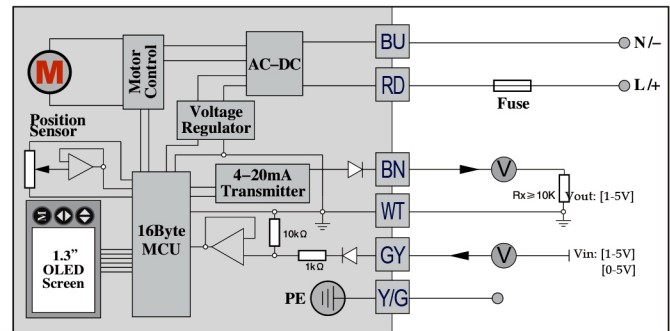 BU
N/–
M
Motor
Control
AC–DC
RD
L/+
Fuse
Voltage
Regulator
Position
Sensor
4–20mA
Transmitter
BN
V
Rx≥10K
Vout: [1-5V]
16Byte
MCU
WT
10kΩ
1kΩ
GY
V
Vin: [1-5V]
[0-5V]
1.3”
OLED
Screen
PE
Y/G